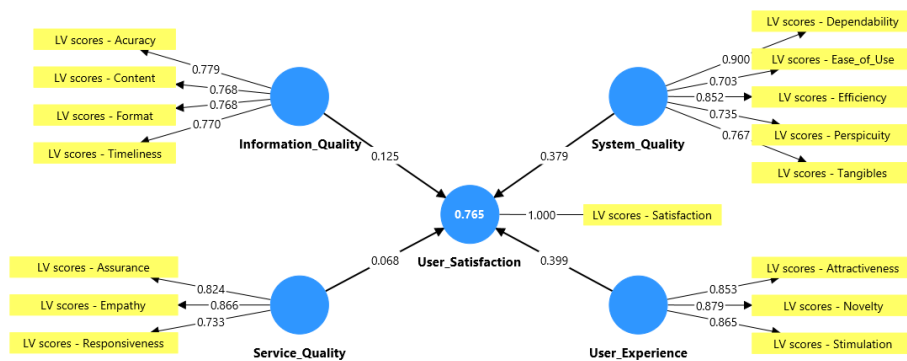 LV scores - Acuracy
LV scores - Content
LV scores - Format
LV scores - Timeliness
0.779
0.768
0.768
0.770
Information_Quality
LV scores - Dependability
LV scores - Ease_of_Use
LV scores - Efficiency
LV scores - Perspicuity
LV scores - Tangibles
0.900
0.703
0.852
0.735
0.767
System_Quality
0.125
0.379
0.765
1.000
LV scores - Satisfaction
User_Satisfaction
0.068
0.399
LV scores - Assurance
LV scores - Empathy
LV scores - Responsiveness
0.824
0.866
0.733
Service_Quality
LV scores - Attractiveness
LV scores - Novelty
LV scores - Stimulation
0.853
0.879
0.865
User_Experience